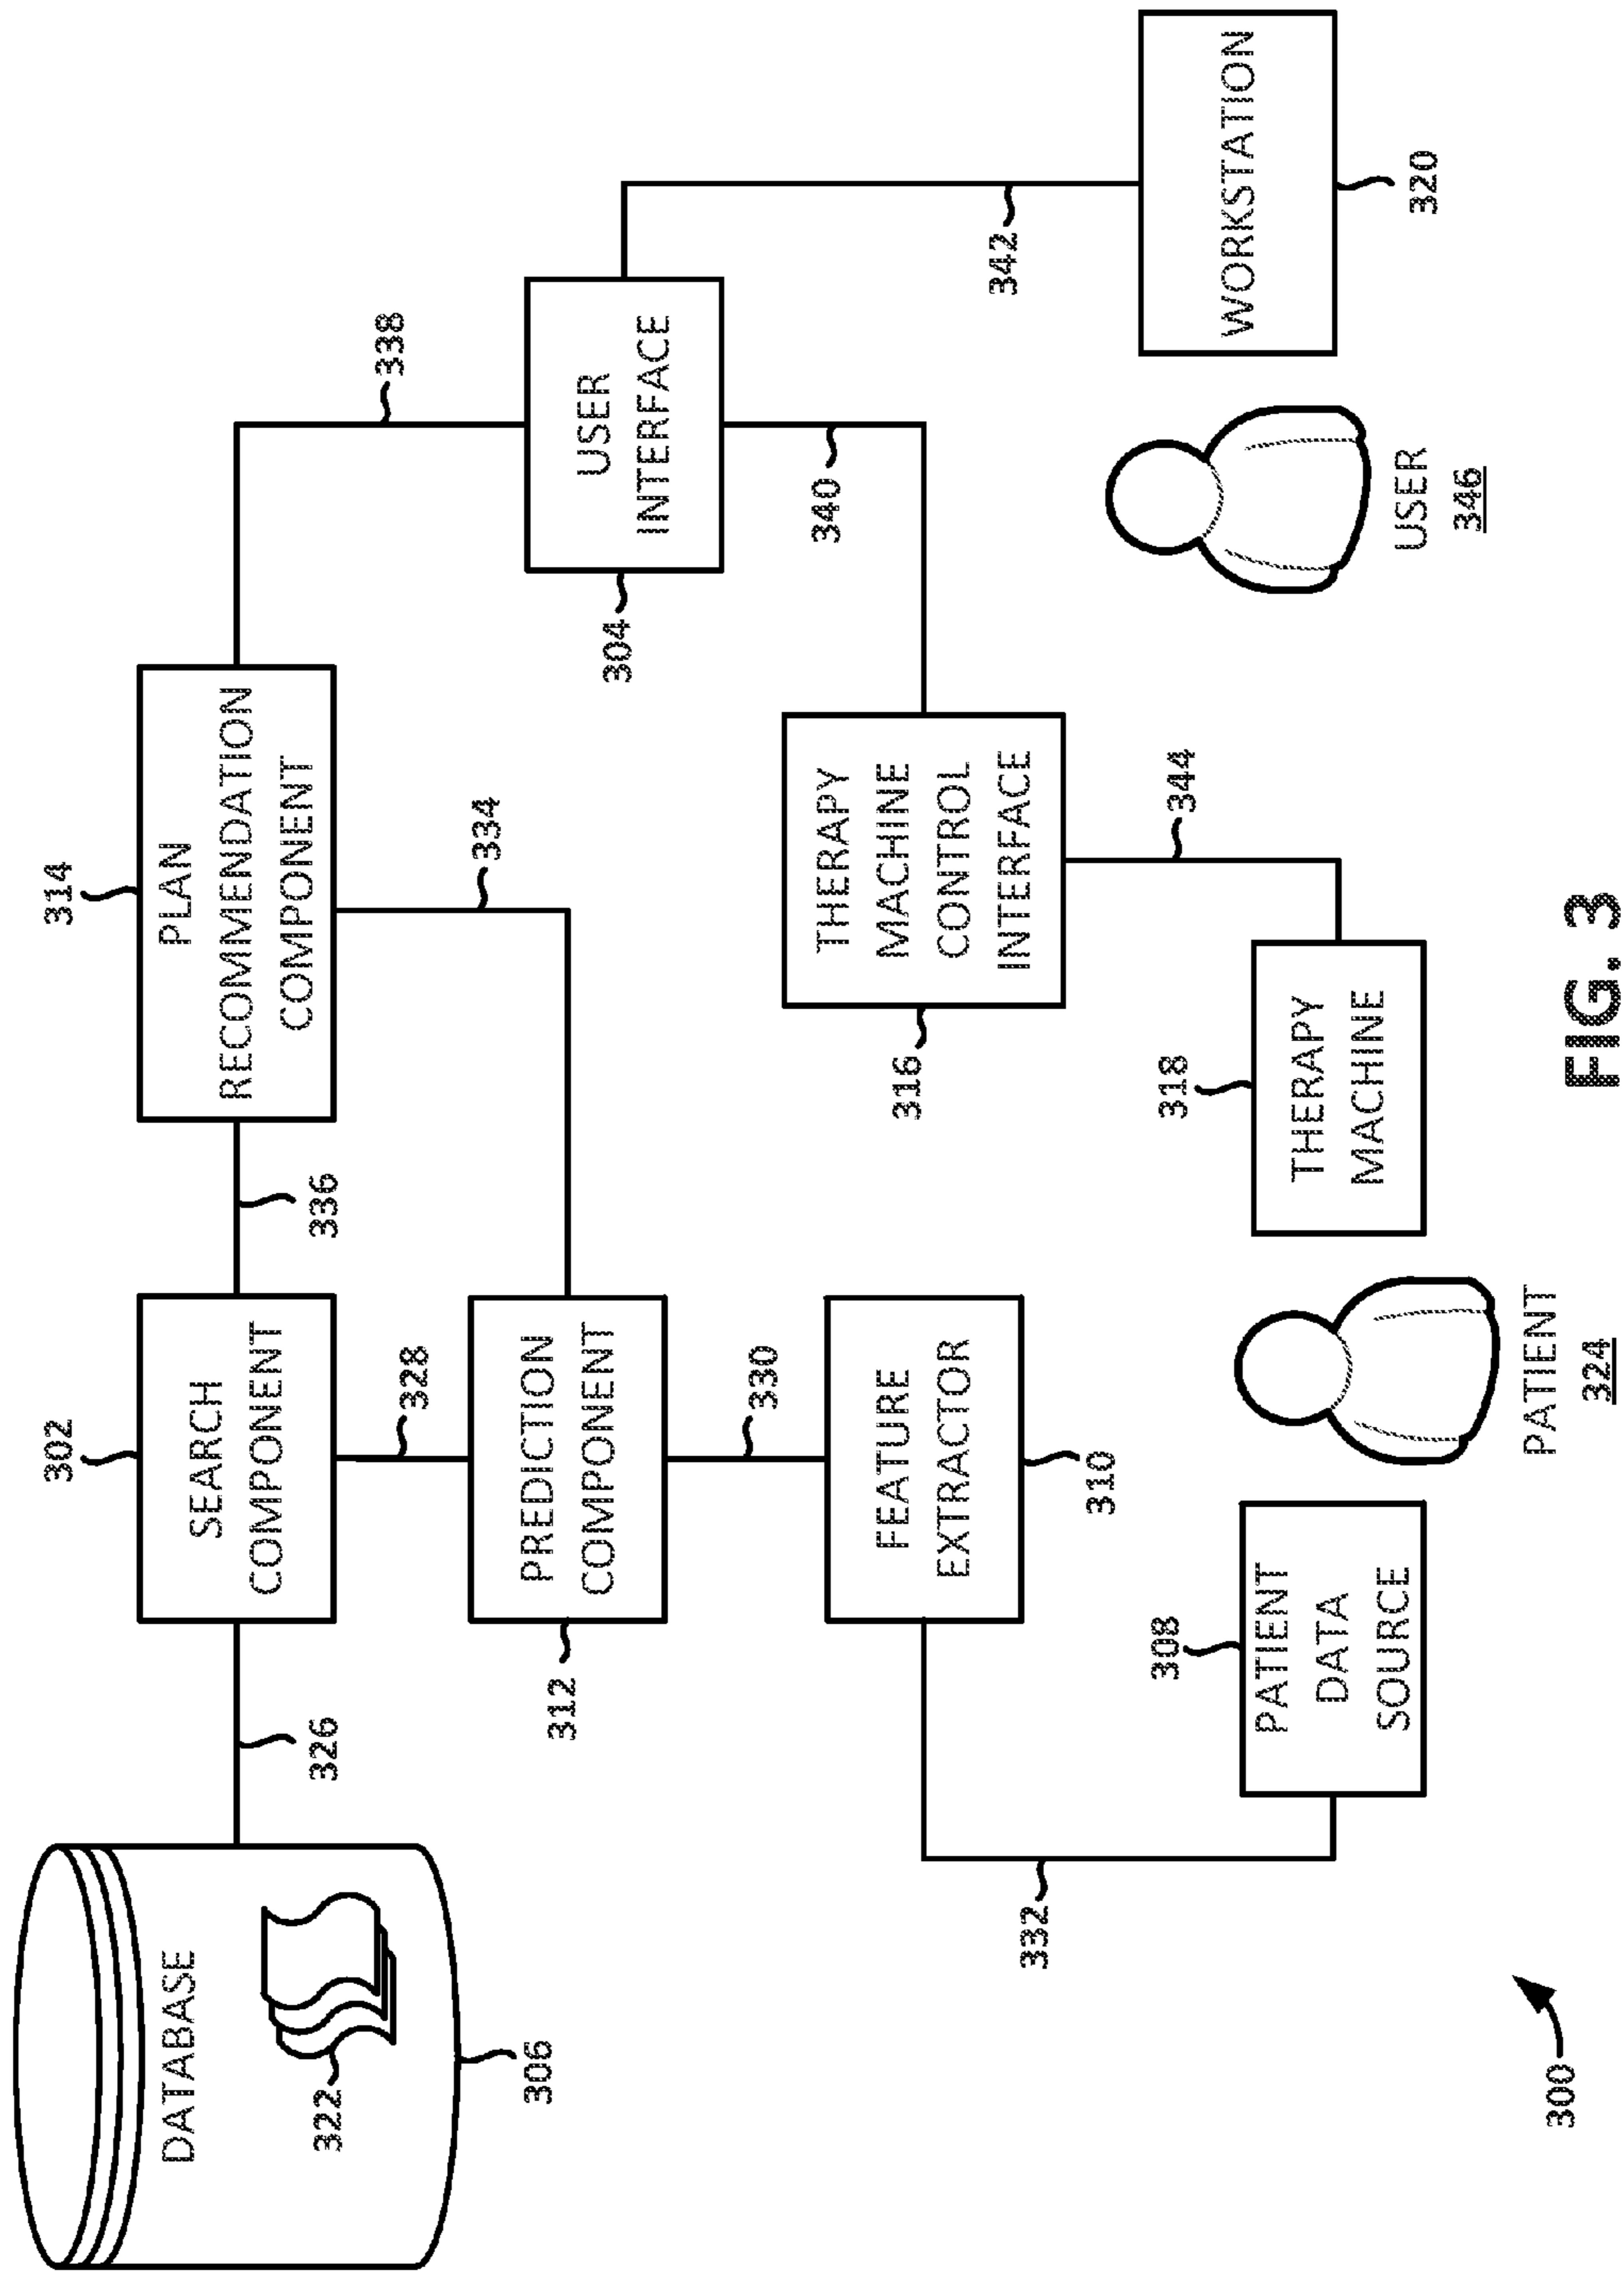 314
338
302
PLAN
RECOMMENDATION
COMPONENT
336
334
326
SEARCH
COMPONENT
328
DATABASE
322
306
USER
INTERFACE
304
340
342
312
PREDICTION
COMPONENT
330
THERAPY
MACHINE
CONTROL
INTERFACE
316
344
FEATURE
EXTRACTOR
310
332
308
PATIENT
DATA
SOURCE
318
THERAPY
MACHINE
WORKSTATION
320
PATIENT
324
USER
346
300
FIG. 3